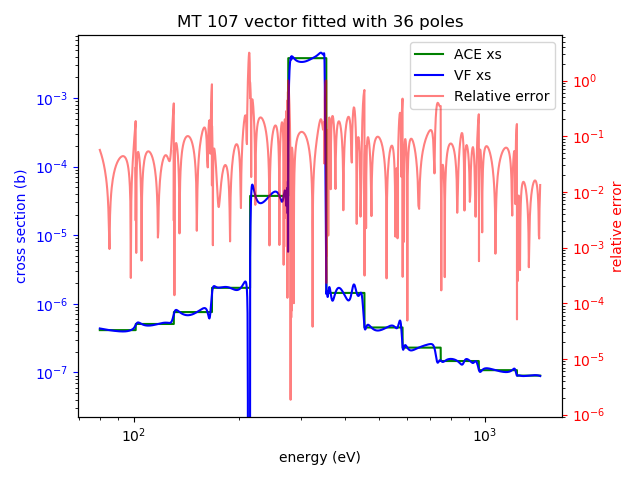 MT 107 vector fitted with 36 poles
ACE xs
VF xs
Relative error
cross section (b)
10⁻³
10⁻⁴
10⁻⁵
10⁻⁶
10⁻⁷
10⁰
10⁻¹
10⁻²
10⁻³
10⁻⁴
10⁻⁵
10⁻⁶
relative error
10²
10³
energy (eV)